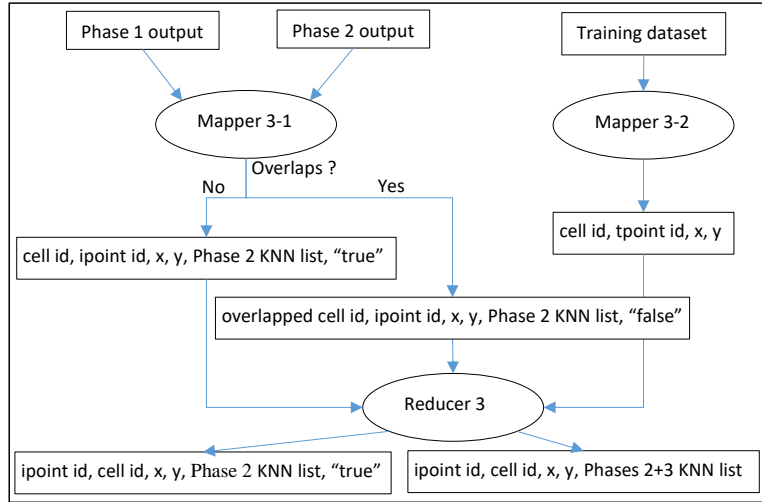 Phase 1 output
Phase 2 output
Training dataset
Mapper 3-1
Mapper 3-2
Overlaps ?
No
Yes
cell id, ipoint id, x, y, Phase 2 KNN list, “true”
cell id, tpoint id, x, y
overlapped cell id, ipoint id, x, y, Phase 2 KNN list, “false”
Reducer 3
ipoint id, cell id, x, y, Phase 2 KNN list, “true”
ipoint id, cell id, x, y, Phases 2+3 KNN list